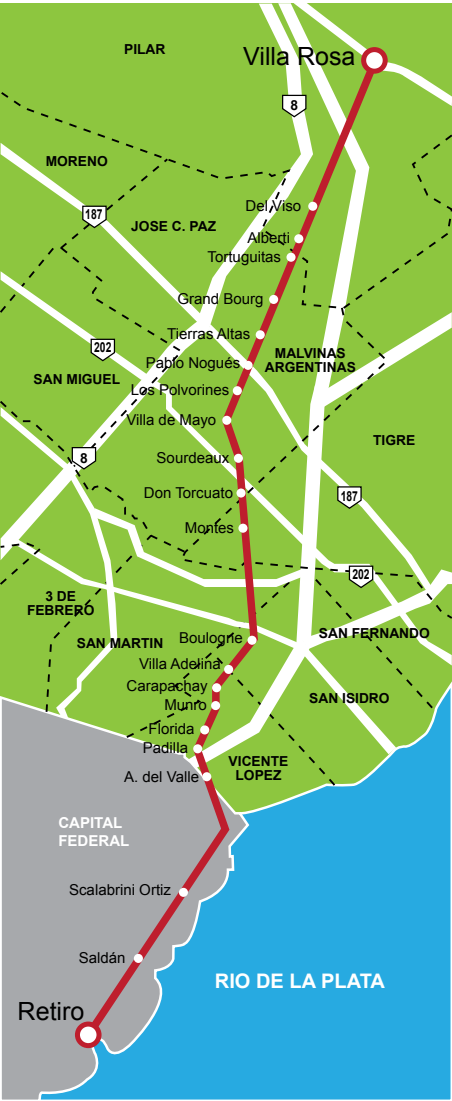 PILAR
Villa Rosa
8
MORENO
187
JOSE C. PAZ
Del Viso
Alberti
Tortuguitas
Grand Bourg
Tierras Altas
202
MALVINAS
ARGENTINAS
Pablo Nogués
SAN MIGUEL
Los Polvorines
Villa de Mayo
TIGRE
8
Sourdeaux
Don Torcuato
187
Montes
202
3 DE
FEBRERO
SAN MARTIN
Boulogne
SAN FERNANDO
Villa Adelina
Carapachay
SAN ISIDRO
Munro
Florida
Padilla
VICENTE
LOPEZ
A. del Valle
CAPITAL
FEDERAL
Scalabrini Ortiz
Saldán
RIO DE LA PLATA
Retiro